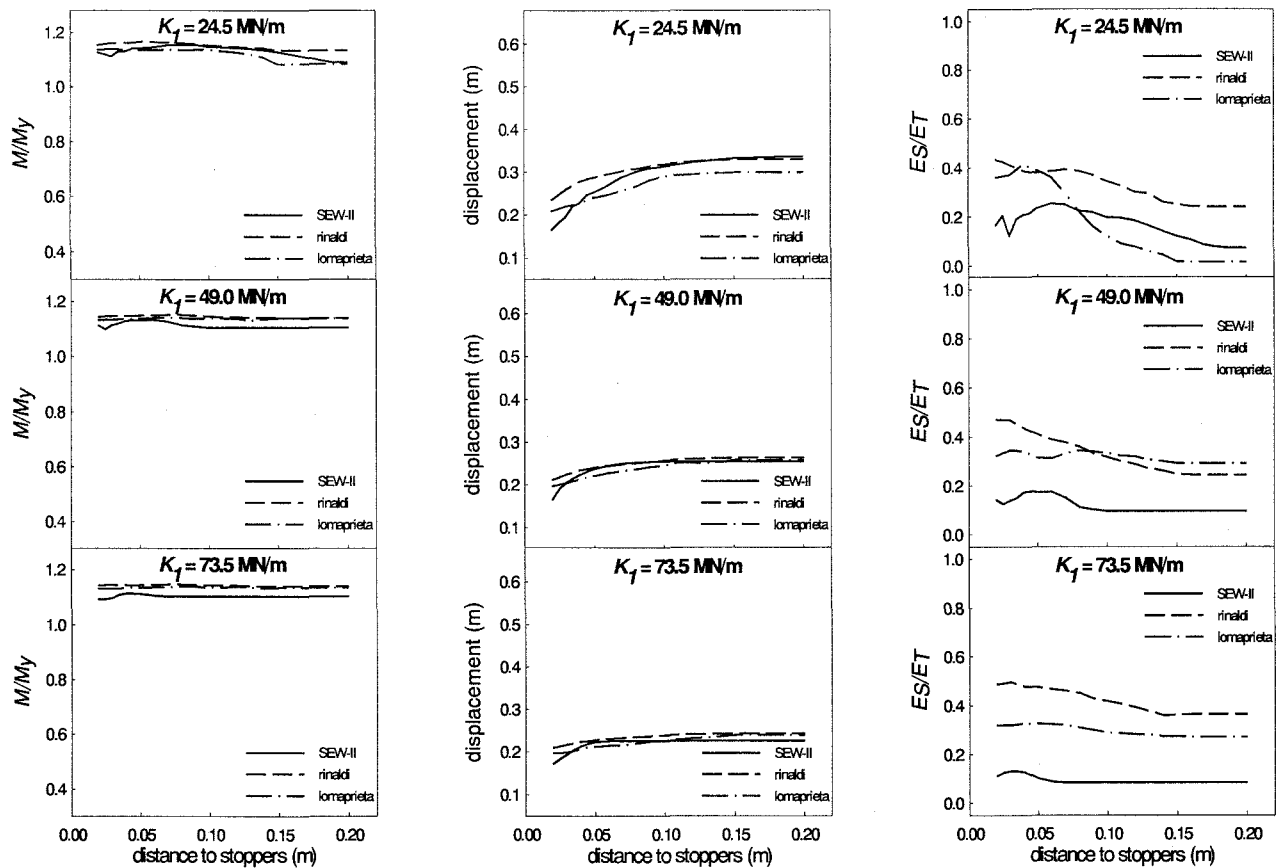 K1 = 24.5 MN/m
1.2
1.0
0.8
0.6
0.4
M/My
SEW-II
rinaldi
lomaprieta
K1 = 49.0 MN/m
1.2
1.0
0.8
0.6
0.4
M/My
SEW-II
rinaldi
lomaprieta
K1 = 73.5 MN/m
1.2
1.0
0.8
0.6
0.4
M/My
SEW-II
rinaldi
lomaprieta
0.00 0.05 0.10 0.15 0.20
distance to stoppers (m)
K1 = 24.5 MN/m
0.6
0.5
0.4
0.3
0.2
0.1
displacement (m)
SEW-II
rinaldi
lomaprieta
K1 = 49.0 MN/m
0.6
0.5
0.4
0.3
0.2
0.1
displacement (m)
SEW-II
rinaldi
lomaprieta
K1 = 73.5 MN/m
0.6
0.5
0.4
0.3
0.2
0.1
displacement (m)
SEW-II
rinaldi
lomaprieta
0.00 0.05 0.10 0.15 0.20
distance to stoppers (m)
K1 = 24.5 MN/m
1.0
0.8
0.6
0.4
0.2
0.0
ES/ET
SEW-II
rinaldi
lomaprieta
K1 = 49.0 MN/m
1.0
0.8
0.6
0.4
0.2
0.0
ES/ET
SEW-II
rinaldi
lomaprieta
K1 = 73.5 MN/m
1.0
0.8
0.6
0.4
0.2
0.0
ES/ET
SEW-II
rinaldi
lomaprieta
0.00 0.05 0.10 0.15 0.20
distance to stoppers (m)